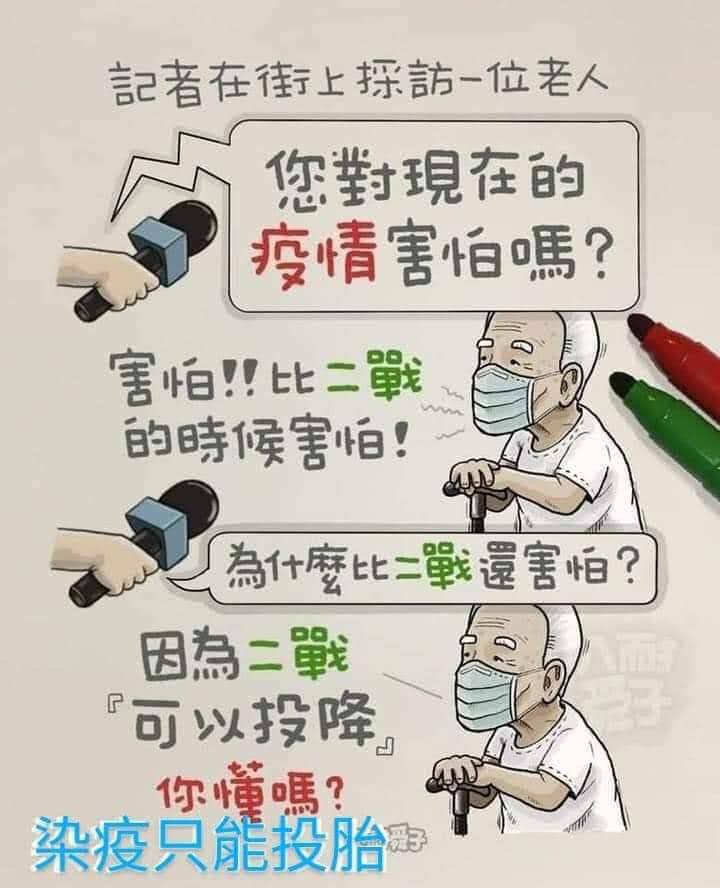 記者在街上採訪一位老人
您對現在的
疫情害怕嗎?
害怕!!比二戰
的時候害怕!
為什麼比二戰還害怕?
因為二戰
『可以投降』
你懂嗎?
染疫只能投胎